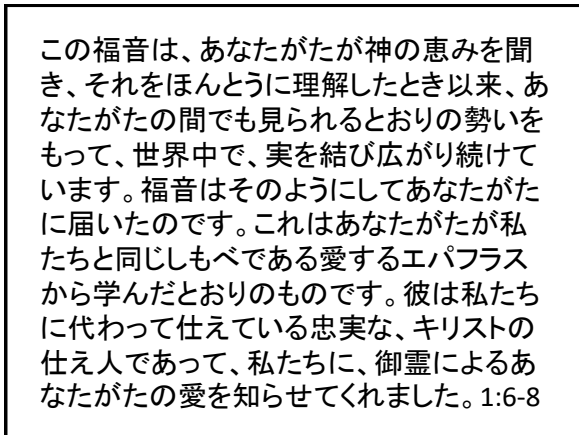 この福音は、あなたがたが神の恵みを聞
き、それをほんとうに理解したとき以来、あ
なたがたの間でも見られるとおりの勢いを
もって、世界中で、実を結び広がり続けて
います。福音はそのようにしてあなたがた
に届いたのです。これはあなたがたが私
たちと同じしもべである愛するエパフラス
から学んだとおりのものです。彼は私たち
に代わって仕えている忠実な、キリストの
仕え人であって、私たちに、御霊によるあ
なたがたの愛を知らせてくれました。1:6-8